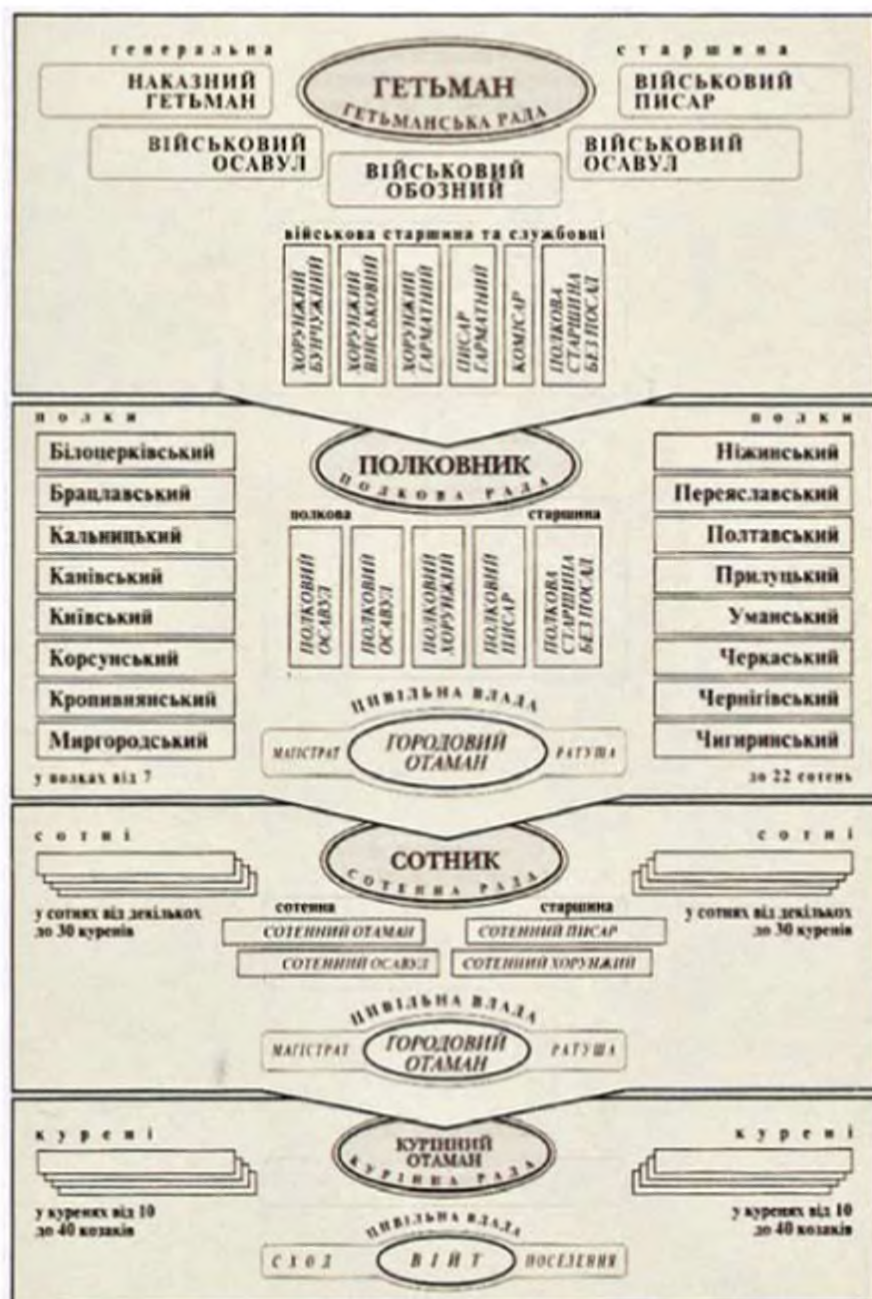 генеральна
старшина
НАКАЗНИЙ
ГЕТЬМАН
ГЕТЬМАН
ГЕТЬМАНСЬКА РАДА
ВІЙСЬКОВИЙ
ПИСАР
ВІЙСЬКОВИЙ
ОСАВУЛ
ВІЙСЬКОВИЙ
ОБОЗНИЙ
ВІЙСЬКОВИЙ
ОСАВУЛ
військова старшина та службовці
ХОРУНЖИЙ
БУНЧУЖНИЙ
ХОРУНЖИЙ
ВІЙСЬКОВИЙ
ХОРУНЖИЙ
ГАРМАТНИЙ
ПИСАР
ГАРМАТНИЙ
КОМІСАР
ПОЛКОВА
СТАРШИНА
БЕЗ ПОСАД
полки
Білоцерківський
Брацлавський
Кальницький
Канівський
Київський
Корсунський
Кропивнянський
Миргородський
у полках від 7
ПОЛКОВНИК
ПОЛКОВА РАДА
полкова
старшина
ПОЛКОВИЙ
ОСАВУЛ
ПОЛКОВИЙ
ОСАВУЛ
ПОЛКОВИЙ
ХОРУНЖИЙ
ПОЛКОВИЙ
ПИСАР
ПОЛКОВА
СТАРШИНА
БЕЗ ПОСАД
ЦИВІЛЬНА ВЛАДА
МАГІСТРАТ
ГОРОДОВИЙ
ОТАМАН
РАТУША
полки
Ніжинський
Переяславський
Полтавський
Прилуцький
Уманський
Черкаський
Чернігівський
Чигиринський
до 22 сотень
сотні
у сотнях від декількох
до 30 куренів
СОТНИК
СОТЕННА РАДА
сотенна
старшина
СОТЕННИЙ ОТАМАН
СОТЕННИЙ ПИСАР
СОТЕННИЙ ОСАВУЛ
СОТЕННИЙ ХОРУНЖИЙ
сотні
у сотнях від декількох
до 30 куренів
ЦИВІЛЬНА ВЛАДА
МАГІСТРАТ
ГОРОДОВИЙ
ОТАМАН
РАТУША
курені
у куренях від 10
до 40 козаків
КУРІННИЙ
ОТАМАН
КУРІННА РАДА
курені
у куренях від 10
до 40 козаків
ЦИВІЛЬНА ВЛАДА
СХОД
ВІЙТ
ПОСЕЛЕННЯ